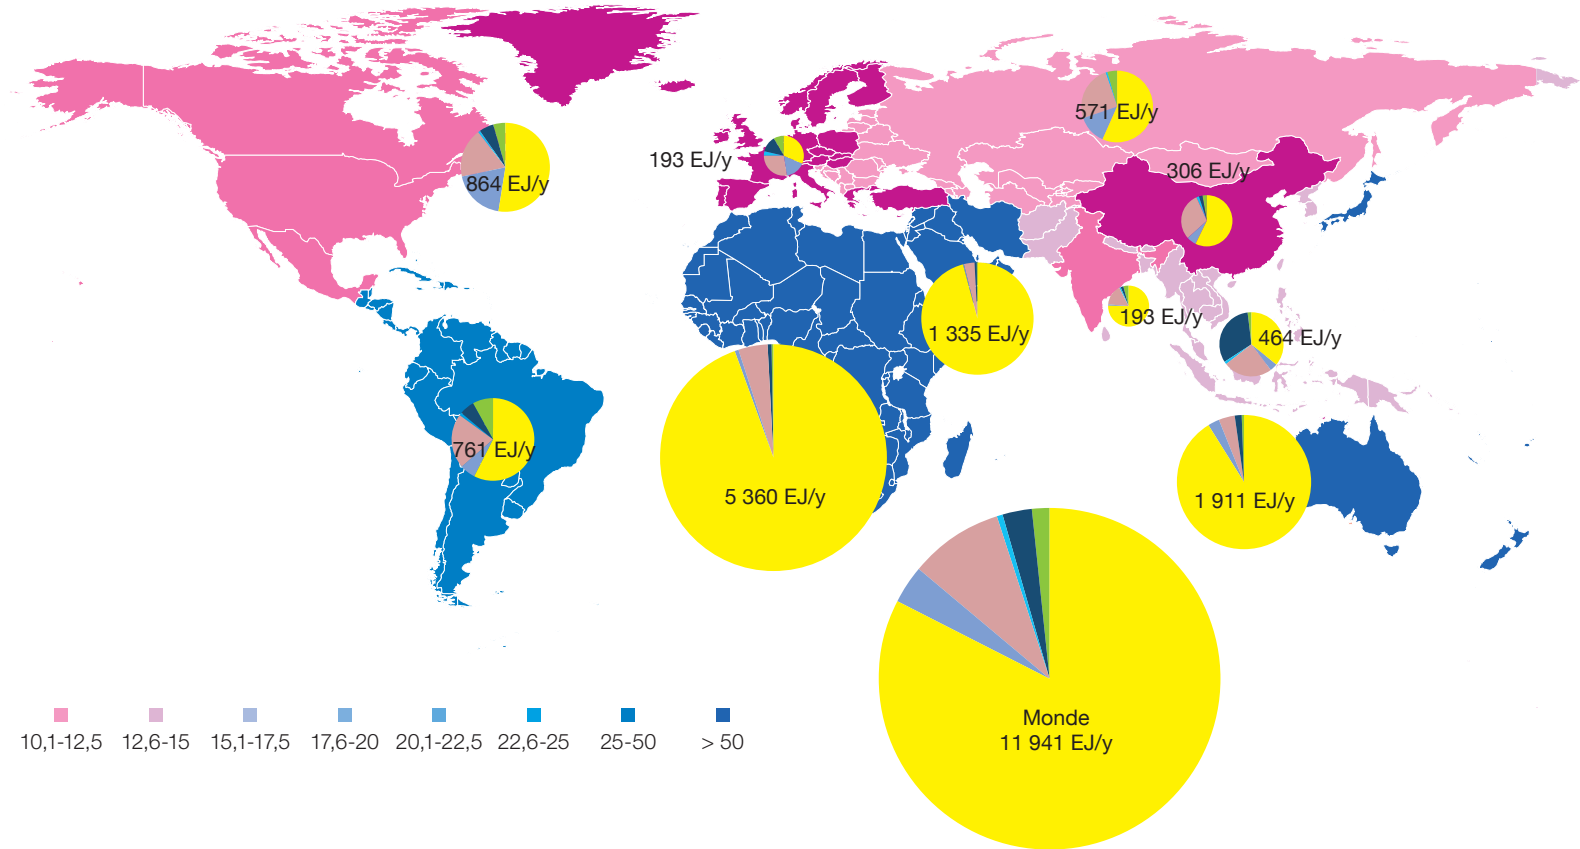 571 EJ/y
193 EJ/y
306 EJ/y
864 EJ/y
193 EJ/y
1 335 EJ/y
464 EJ/y
761 EJ/y
5 360 EJ/y
1 911 EJ/y
Monde
11 941 EJ/y
10,1-12,5 12,6-15 15,1-17,5 17,6-20 20,1-22,5 22,6-25 25-50 > 50